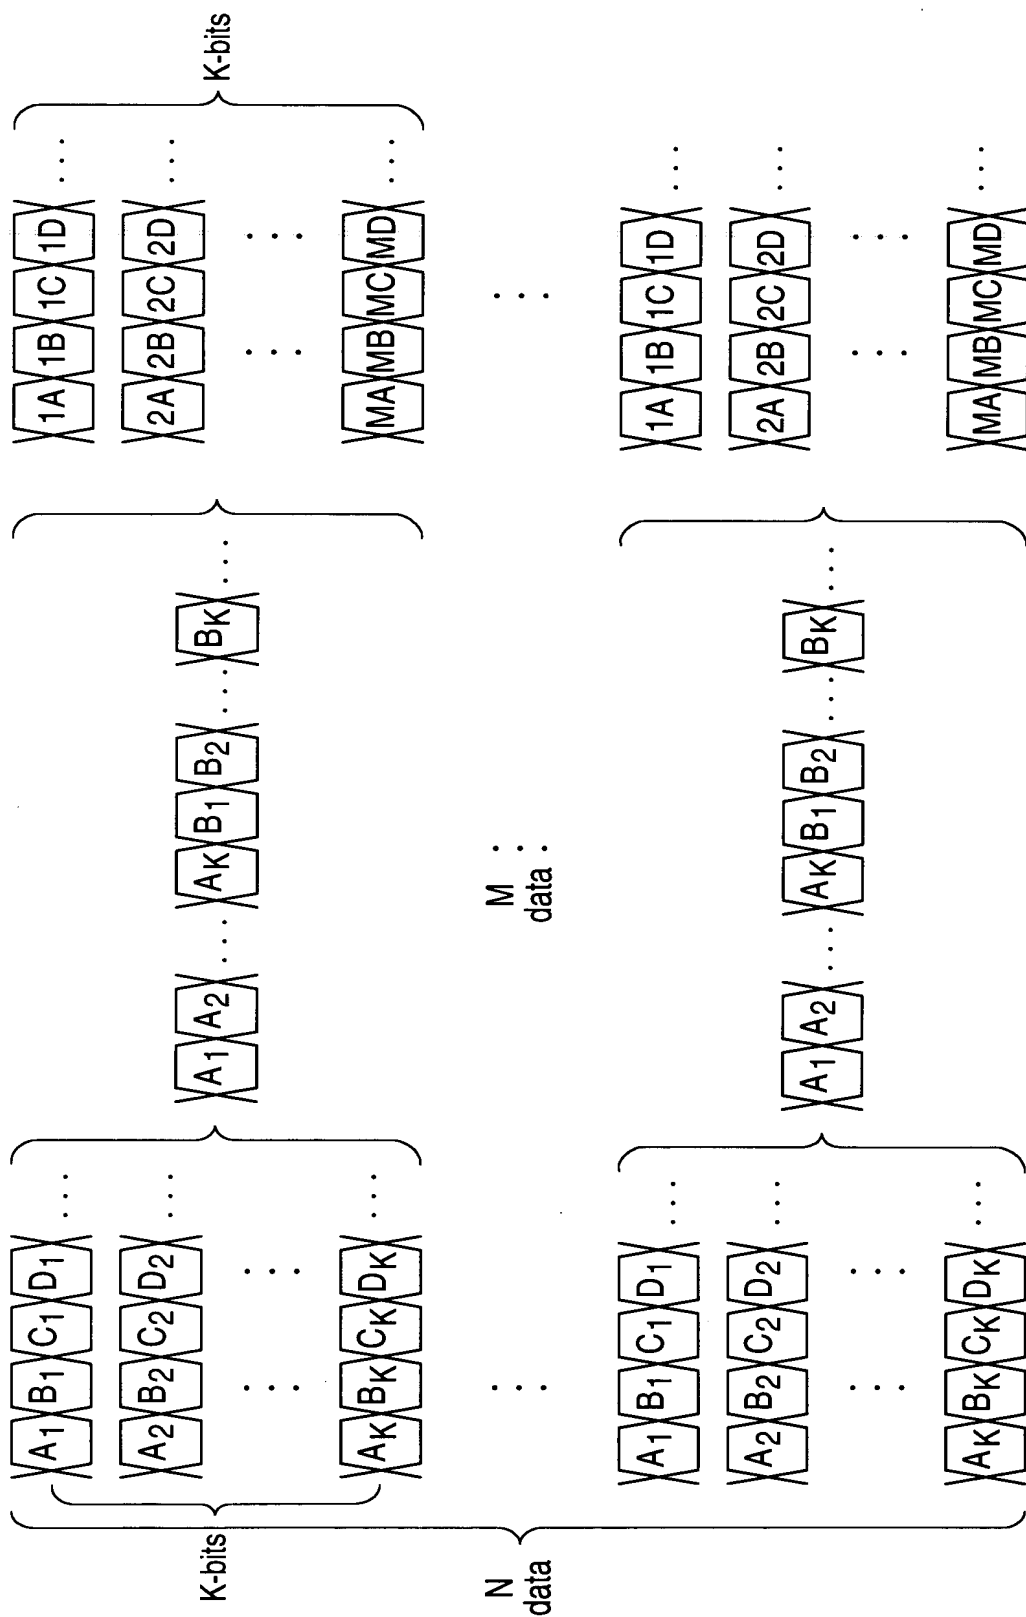 A1 B1 C1 D1 ... 1A 1B 1C 1D ...
A2 B2 C2 D2 ... 2A 2B 2C 2D ...
K-bits A1 A2 ... AK B1 B2 ... BK ... K-bits
AK BK CK DK ... MA MB MC MD ...
N M
data data
A1 B1 C1 D1 ... 1A 1B 1C 1D ...
A2 B2 C2 D2 ... 2A 2B 2C 2D ...
A1 A2 ... AK B1 B2 ... BK ...
AK BK CK DK ... MA MB MC MD ...